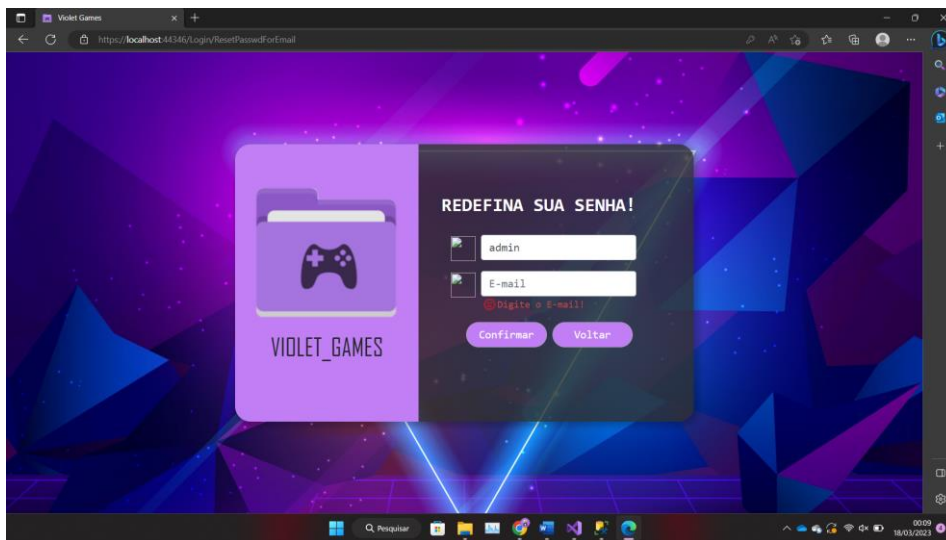 Violet Games
https://localhost:44346/Login/ResetPasswdForEmail
REDEFINA SUA SENHA!
admin
E-mail
Digite o E-mail!
Confirmar
Voltar
VIOLET_GAMES
Pesquisar
00:09
18/03/2023